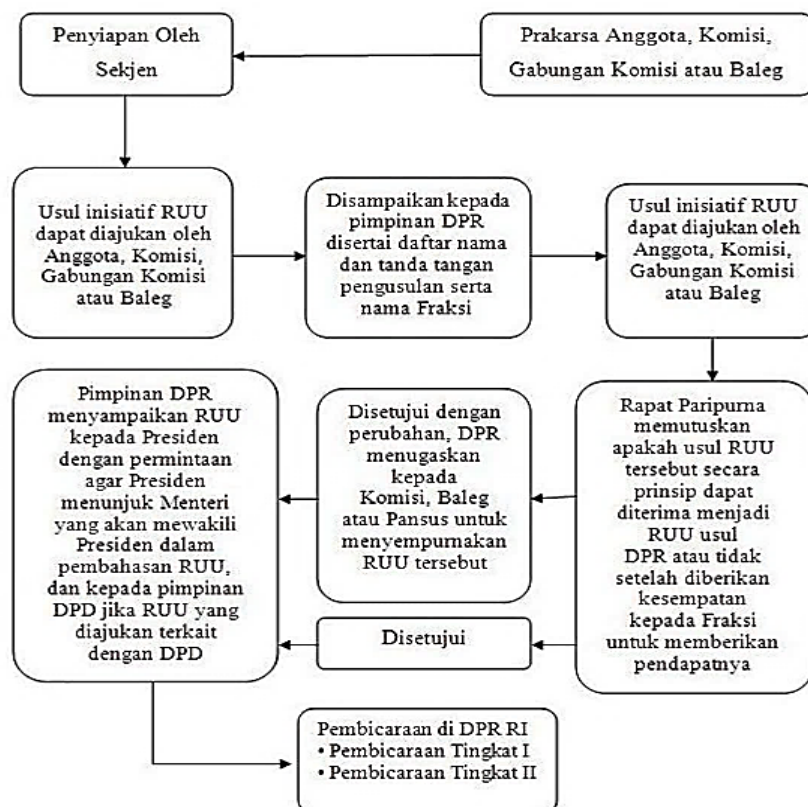 Penyiapan Oleh
Sekjen
Prakarsa Anggota, Komisi,
Gabungan Komisi atau Baleg
Usul inisiatif RUU
dapat diajukan oleh
Anggota, Komisi,
Gabungan Komisi
atau Baleg
Disampaikan kepada
pimpinan DPR
disertai daftar nama
dan tanda tangan
pengusulan serta
nama Fraksi
Usul inisiatif RUU
dapat diajukan oleh
Anggota, Komisi,
Gabungan Komisi
atau Baleg
Rapat Paripurna
memutuskan
apakah usul RUU
tersebut secara
prinsip dapat
diterima menjadi
RUU usul
DPR atau tidak
setelah diberikan
kesempatan
kepada Fraksi
untuk memberikan
pendapatnya
Disetujui dengan
perubahan, DPR
menugaskan
kepada
Komisi, Baleg
atau Pansus untuk
menyempurnakan
RUU tersebut
Disetujui
Pimpinan DPR
menyampaikan RUU
kepada Presiden
dengan permintaan
agar Presiden
menunjuk Menteri
yang akan mewakili
Presiden dalam
pembahasan RUU,
dan kepada pimpinan
DPD jika RUU yang
diajukan terkait
dengan DPD
Pembicaraan di DPR RI
• Pembicaraan Tingkat I
• Pembicaraan Tingkat II